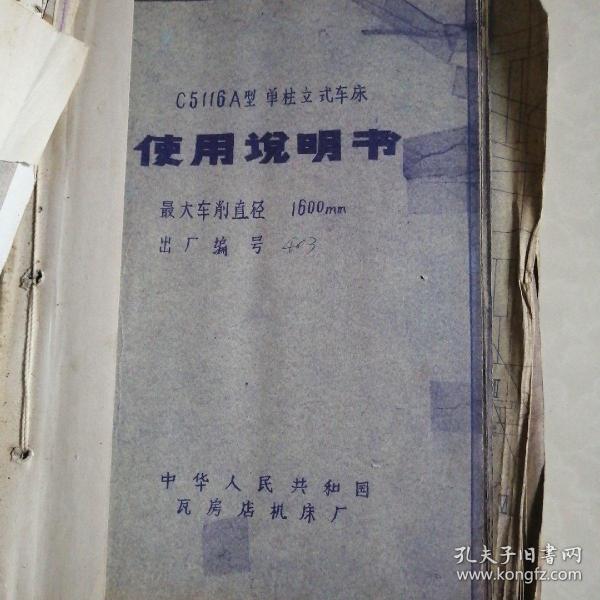 C5116A型 单柱立式车床
使用説明书
最大车削直径 1600mm
出厂编号 403
中华人民共和国
瓦房店机床厂
孔夫子旧书网
www.kongfz.com